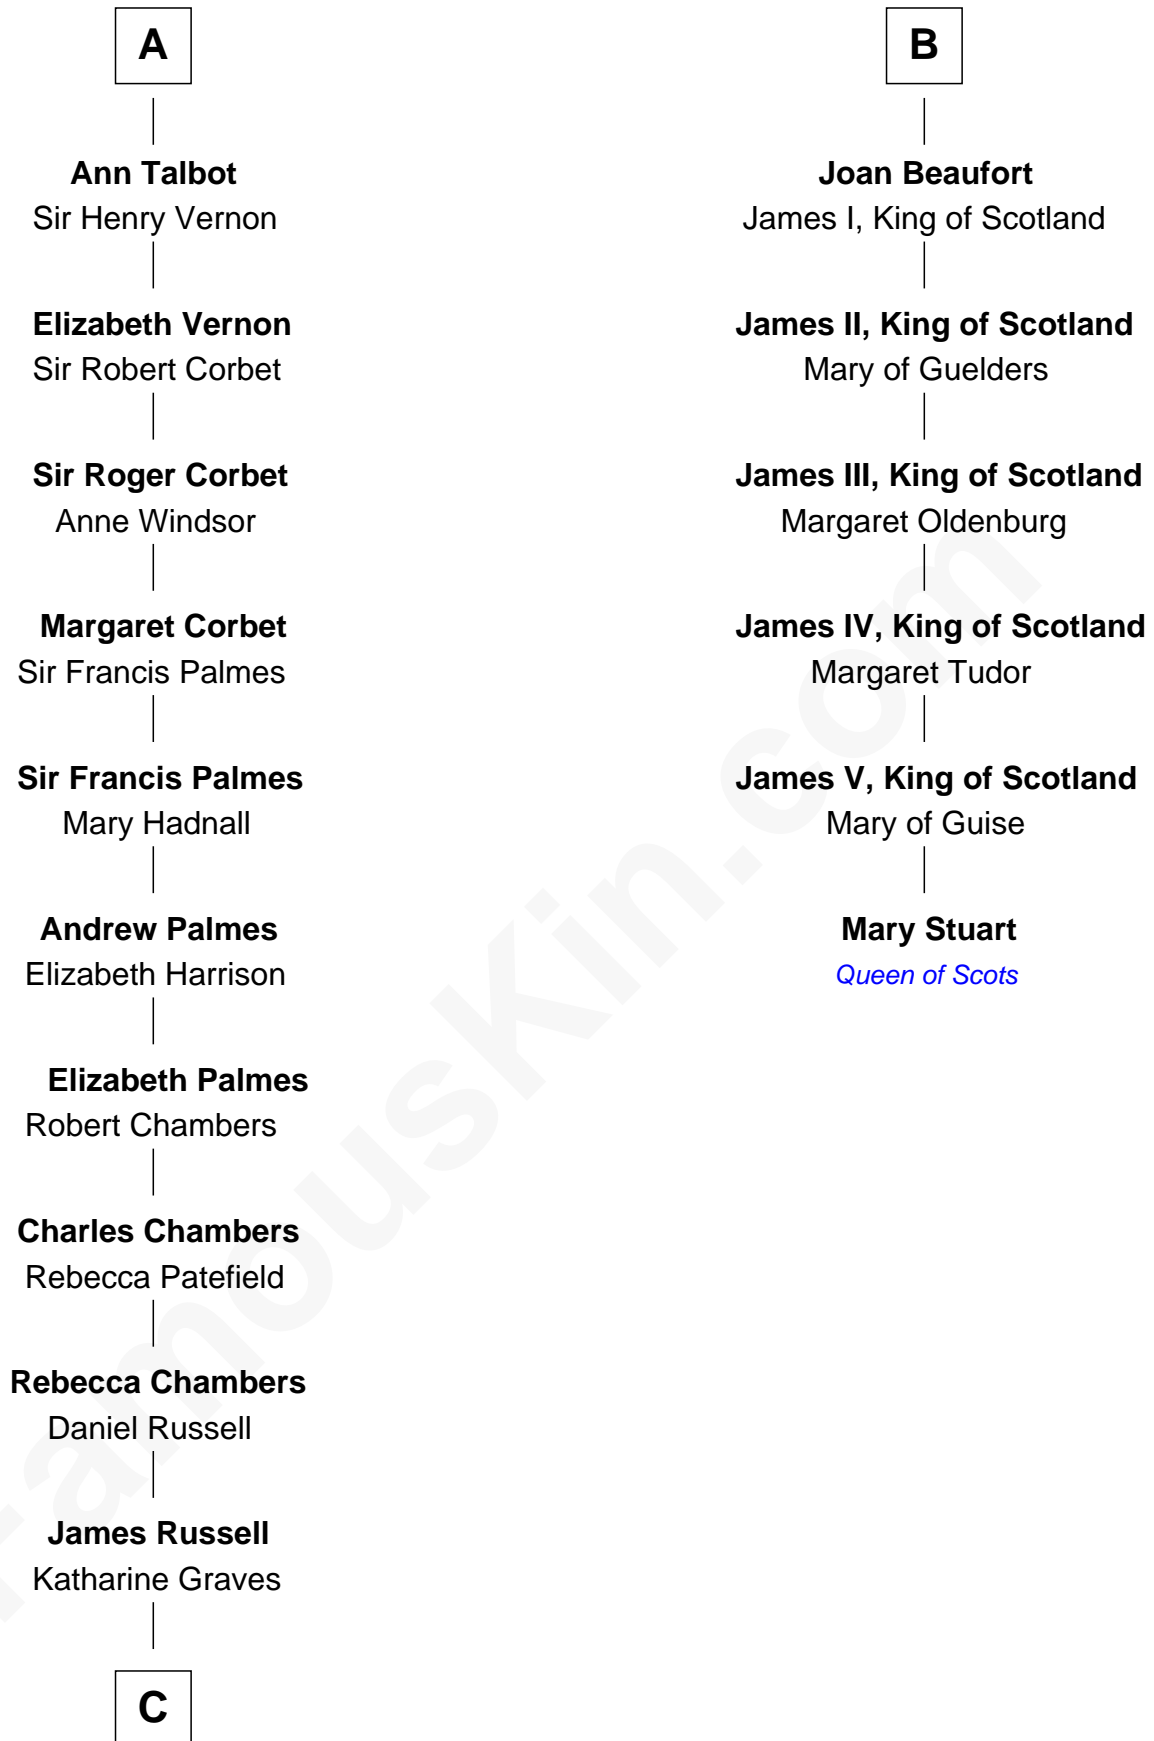 A
Ann Talbot
Sir Henry Vernon
Elizabeth Vernon
Sir Robert Corbet
Sir Roger Corbet
Anne Windsor
Margaret Corbet
Sir Francis Palmes
Sir Francis Palmes
Mary Hadnall
Andrew Palmes
Elizabeth Harrison
Elizabeth Palmes
Robert Chambers
Charles Chambers
Rebecca Patefield
Rebecca Chambers
Daniel Russell
James Russell
Katharine Graves
C
B
Joan Beaufort
James I, King of Scotland
James II, King of Scotland
Mary of Guelders
James III, King of Scotland
Margaret Oldenburg
James IV, King of Scotland
Margaret Tudor
James V, King of Scotland
Mary of Guise
Mary Stuart
Queen of Scots
FamousKin.com